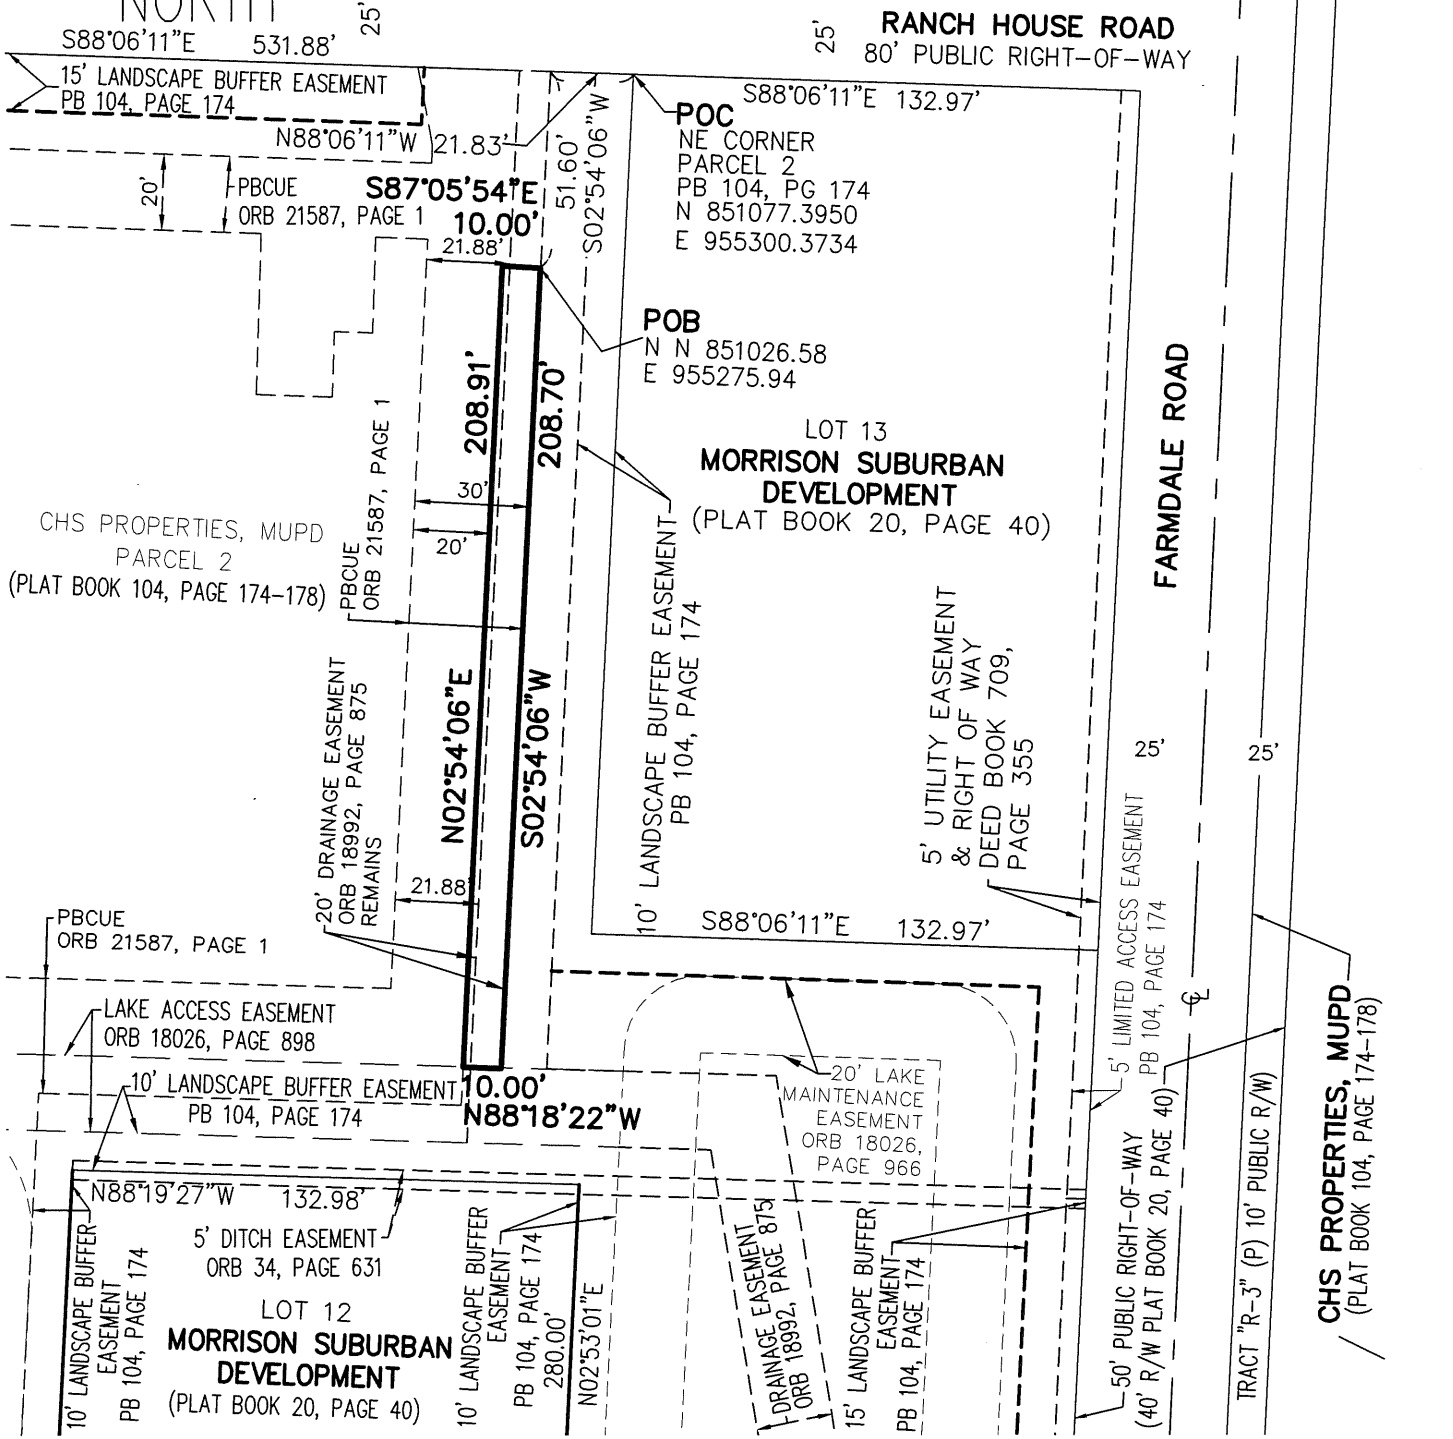 NORTH
S88°06'11"E 531.88'
25'
25'
RANCH HOUSE ROAD
80' PUBLIC RIGHT-OF-WAY
15' LANDSCAPE BUFFER EASEMENT
PB 104, PAGE 174
N88°06'11"W 21.83'
S88°06'11"E 132.97'
POC
NE CORNER
PARCEL 2
PB 104, PG 174
N 851077.3950
E 955300.3734
51.60'
S02°54'06"W
20'
PBCUE
ORB 21587, PAGE 1
S87°05'54"E
10.00'
21.88'
POB
N N 851026.58
E 955275.94
208.91'
208.70'
LOT 13
MORRISON SUBURBAN
DEVELOPMENT
(PLAT BOOK 20, PAGE 40)
FARMDALE ROAD
30'
20'
PBCUE
ORB 21587, PAGE 1
CHS PROPERTIES, MUPD
PARCEL 2
(PLAT BOOK 104, PAGE 174-178)
10' LANDSCAPE BUFFER EASEMENT
PB 104, PAGE 174
5' UTILITY EASEMENT
& RIGHT OF WAY
DEED BOOK 709,
PAGE 355
N02°54'06"E
S02°54'06"W
20' DRAINAGE EASEMENT
ORB 18992, PAGE 875
REMAINS
21.88'
25'
25'
S88°06'11"E 132.97'
5' LIMITED ACCESS EASEMENT
PB 104, PAGE 174
PBCUE
ORB 21587, PAGE 1
LAKE ACCESS EASEMENT
ORB 18026, PAGE 898
10' LANDSCAPE BUFFER EASEMENT
PB 104, PAGE 174
10.00'
N88°18'22"W
20' LAKE
MAINTENANCE
EASEMENT
ORB 18026,
PAGE 966
℄
CHS PROPERTIES, MUPD
(PLAT BOOK 104, PAGE 174-178)
N88°19'27"W 132.98'
5' DITCH EASEMENT
ORB 34, PAGE 631
LOT 12
MORRISON SUBURBAN
DEVELOPMENT
(PLAT BOOK 20, PAGE 40)
10' LANDSCAPE BUFFER
EASEMENT
PB 104, PAGE 174
10' LANDSCAPE BUFFER
EASEMENT
PB 104, PAGE 174
280.00'
N02°53'01"E
DRAINAGE EASEMENT
ORB 18992, PAGE 875
15' LANDSCAPE BUFFER
EASEMENT
PB 104, PAGE 174
50' PUBLIC RIGHT-OF-WAY
(40' R/W PLAT BOOK 20, PAGE 40)
TRACT "R-3" (P) 10' PUBLIC R/W)